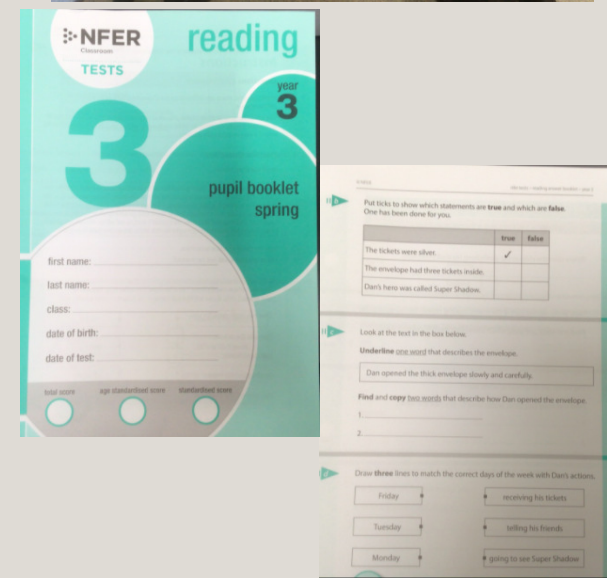 NFER
Classroom
TESTS
reading
year
3
3
pupil booklet
spring
first name:
last name:
class:
date of birth:
date of test:
total score
age standardised score
standardised score
Put ticks to show which statements are true and which are false.
One has been done for you.
true false
The tickets were silver. ✓
The envelope had three tickets inside.
Dan's hero was called Super Shadow.
Look at the text in the box below.
Underline one word that describes the envelope.
Dan opened the thick envelope slowly and carefully.
Find and copy two words that describe how Dan opened the envelope.
1.
2.
d
Draw three lines to match the correct days of the week with Dan's actions.
Friday receiving his tickets
Tuesday telling his friends
Monday going to see Super Shadow